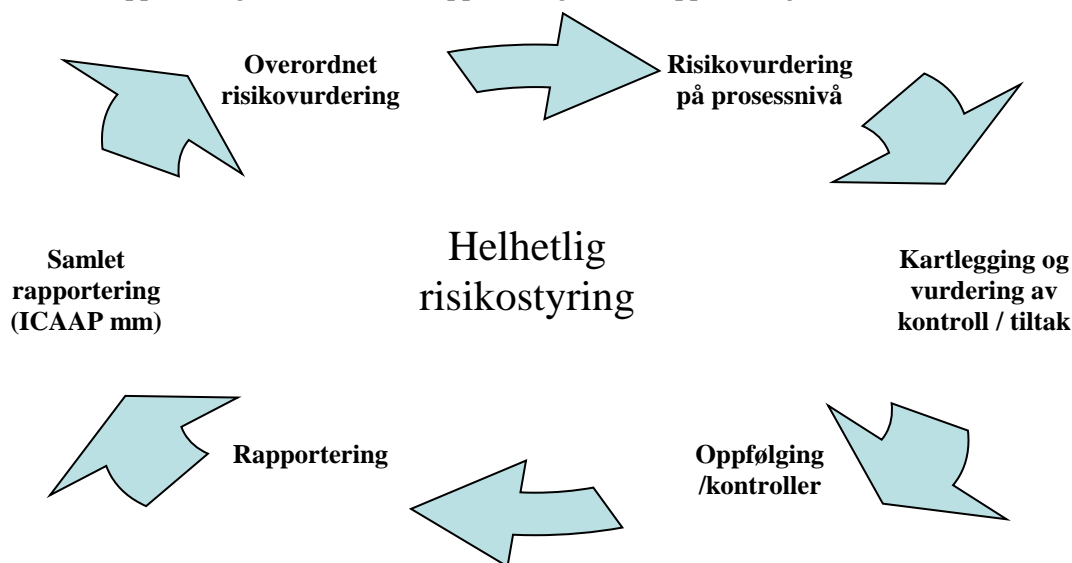 Overordnet
risikovurdering
Risikovurdering
på prosessnivå
Kartlegging og
vurdering av
kontroll / tiltak
Oppfølging
/kontroller
Rapportering
Samlet
rapportering
(ICAAP mm)
Helhetlig
risikostyring